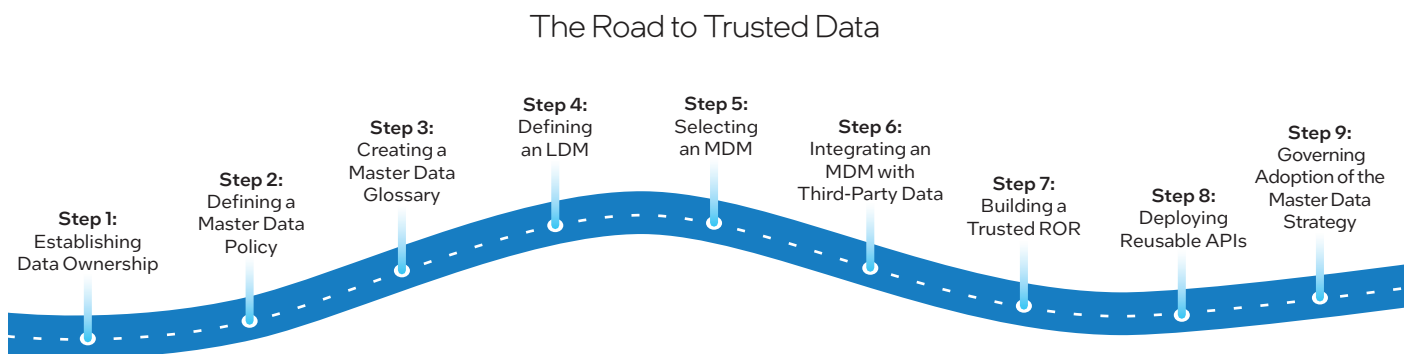 The Road to Trusted Data
Step 1:
Establishing
Data Ownership
Step 2:
Defining a
Master Data
Policy
Step 3:
Creating a
Master Data
Glossary
Step 4:
Defining
an LDM
Step 5:
Selecting
an MDM
Step 6:
Integrating an
MDM with
Third-Party Data
Step 7:
Building a
Trusted ROR
Step 8:
Deploying
Reusable APIs
Step 9:
Governing
Adoption of the
Master Data
Strategy